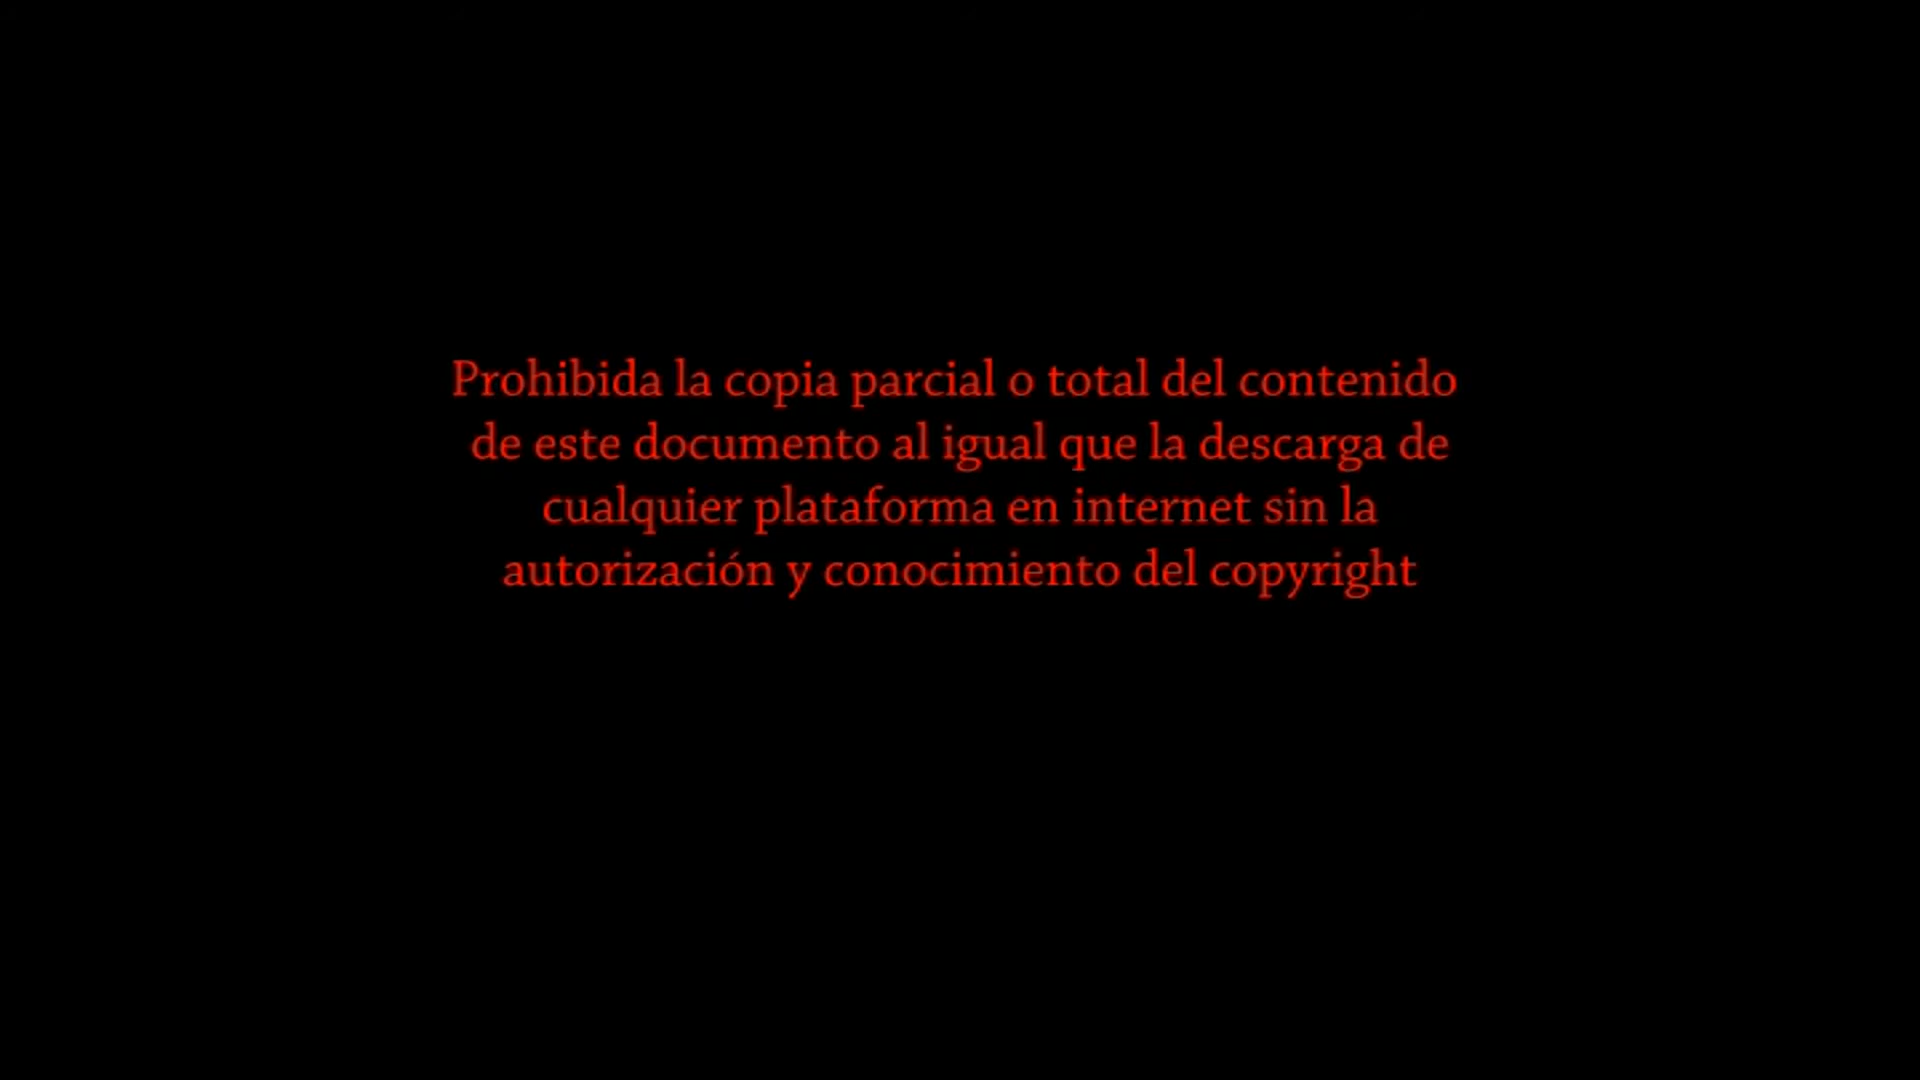 Prohibida la copia parcial o total del contenido
de este documento al igual que la descarga de
cualquier plataforma en internet sin la
autorización y conocimiento del copyright